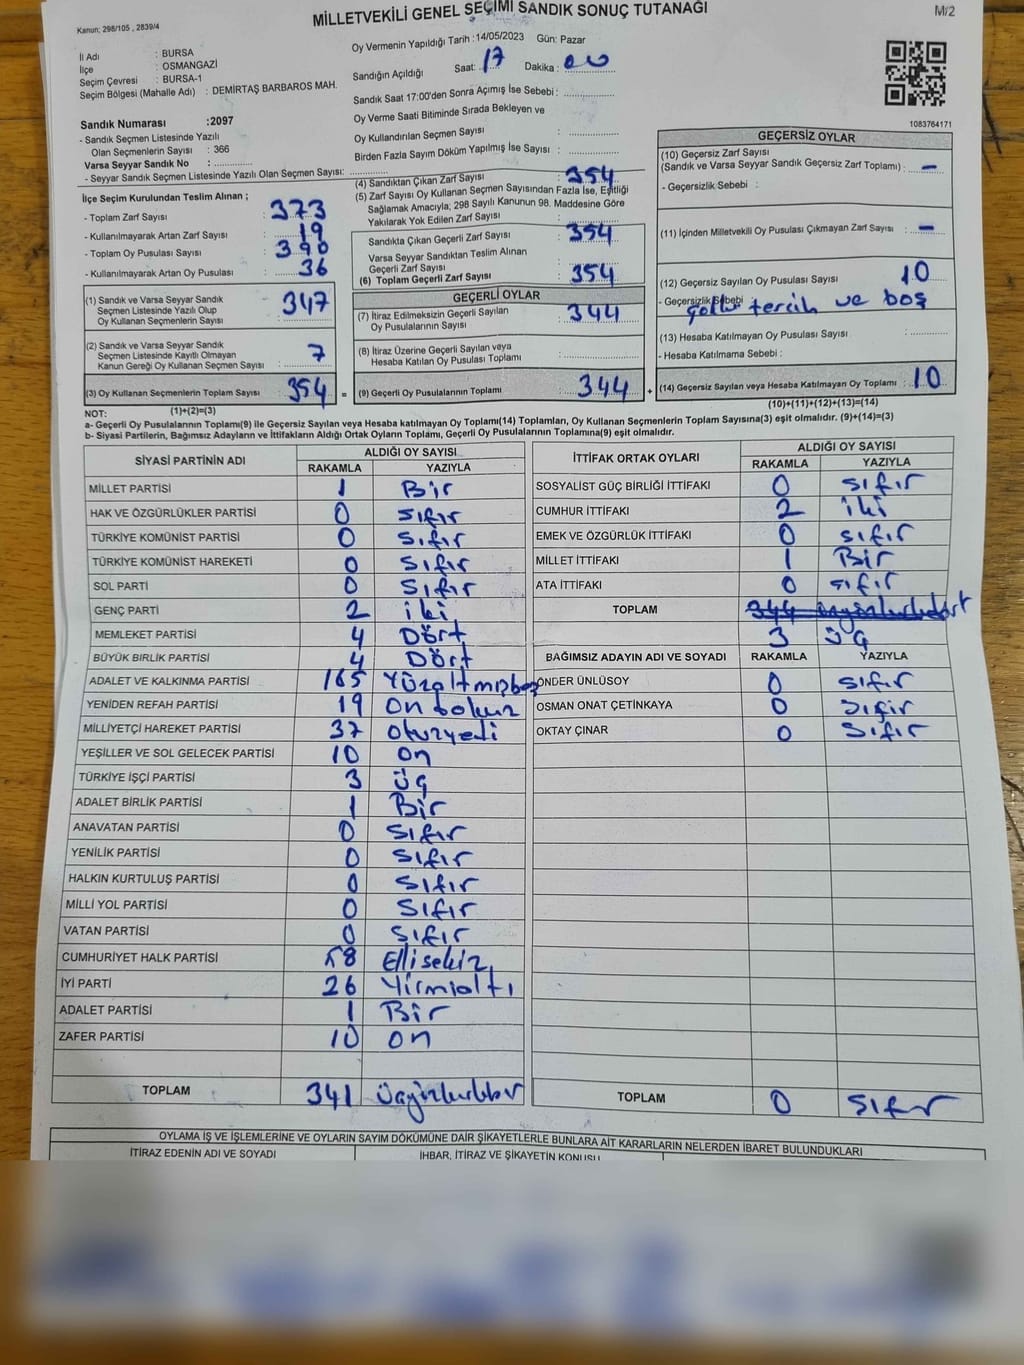 MİLLETVEKİLİ GENEL SEÇİMİ SANDIK SONUÇ TUTANAĞI
M/2
Kanun: 298/105 , 2839/4
İl Adı : BURSA
İlçe : OSMANGAZİ
Seçim Çevresi : BURSA-1
Seçim Bölgesi (Mahalle Adı) : DEMİRTAŞ BARBAROS MAH.
Oy Vermenin Yapıldığı Tarih : 14/05/2023 Gün: Pazar
Sandığın Açıldığı Saat: 17 Dakika : 00
Sandık Saat 17:00'den Sonra Açımış İse Sebebi :
Oy Verme Saati Bitiminde Sırada Bekleyen ve
Oy Kullandırılan Seçmen Sayısı :
Birden Fazla Sayım Döküm Yapılmış İse Sayısı :
1083764171
Sandık Numarası :2097
- Sandık Seçmen Listesinde Yazılı
Olan Seçmenlerin Sayısı : 366
Varsa Seyyar Sandık No :
- Seyyar Sandık Seçmen Listesinde Yazılı Olan Seçmen Sayısı:
İlçe Seçim Kurulundan Teslim Alınan ;
- Toplam Zarf Sayısı : 373
- Kullanılmayarak Artan Zarf Sayısı : 19
- Toplam Oy Pusulası Sayısı : 390
- Kullanılmayarak Artan Oy Pusulası : 36
(1) Sandık ve Varsa Seyyar Sandık
Seçmen Listesinde Yazılı Olup
Oy Kullanan Seçmenlerin Sayısı : 347
(2) Sandık ve Varsa Seyyar Sandık
Seçmen Listesinde Kayıtlı Olmayan
Kanun Gereği Oy Kullanan Seçmen Sayısı : 7
(3) Oy Kullanan Seçmenlerin Toplam Sayısı : 354 =
(1)+(2)=(3)
(4) Sandıktan Çıkan Zarf Sayısı : 354
(5) Zarf Sayısı Oy Kullanan Seçmen Sayısından Fazla İse, Eşitliği
Sağlamak Amacıyla; 298 Sayılı Kanunun 98. Maddesine Göre
Yakılarak Yok Edilen Zarf Sayısı :
Sandıkta Çıkan Geçerli Zarf Sayısı : 354
Varsa Seyyar Sandıktan Teslim Alınan
Geçerli Zarf Sayısı :
(6) Toplam Geçerli Zarf Sayısı : 354
GEÇERLİ OYLAR
(7) İtiraz Edilmeksizin Geçerli Sayılan
Oy Pusulalarının Sayısı : 344
(8) İtiraz Üzerine Geçerli Sayılan veya
Hesaba Katılan Oy Pusulası Toplamı :
(9) Geçerli Oy Pusulalarının Toplamı : 344 +
GEÇERSİZ OYLAR
(10) Geçersiz Zarf Sayısı
(Sandık ve Varsa Seyyar Sandık Geçersiz Zarf Toplamı) : -
- Geçersizlik Sebebi :
(11) İçinden Milletvekili Oy Pusulası Çıkmayan Zarf Sayısı : -
(12) Geçersiz Sayılan Oy Pusulası Sayısı : 10
- Geçersizlik Sebebi : tercih ve boş
(13) Hesaba Katılmayan Oy Pusulası Sayısı :
- Hesaba Katılmama Sebebi :
(14) Geçersiz Sayılan veya Hesaba Katılmayan Oy Toplamı : 10
(10)+(11)+(12)+(13)=(14)
NOT:
a- Geçerli Oy Pusulalarının Toplamı(9) ile Geçersiz Sayılan veya Hesaba katılmayan Oy Toplamı(14) Toplamları, Oy Kullanan Seçmenlerin Toplam Sayısına(3) eşit olmalıdır. (9)+(14)=(3)
b- Siyasi Partilerin, Bağımsız Adayların ve İttifakların Aldığı Ortak Oyların Toplamı, Geçerli Oy Pusulalarının Toplamına(9) eşit olmalıdır.
SİYASİ PARTİNİN ADI ALDIĞI OY SAYISI
RAKAMLA YAZIYLA
MİLLET PARTİSİ 1 Bir
HAK VE ÖZGÜRLÜKLER PARTİSİ 0 Sıfır
TÜRKİYE KOMÜNİST PARTİSİ 0 Sıfır
TÜRKİYE KOMÜNİST HAREKETİ 0 Sıfır
SOL PARTİ 0 Sıfır
GENÇ PARTİ 2 iki
MEMLEKET PARTİSİ 4 Dört
BÜYÜK BİRLİK PARTİSİ 4 Dört
ADALET VE KALKINMA PARTİSİ 165 Yüzaltmışbeş
YENİDEN REFAH PARTİSİ 19 On dokuz
MİLLİYETÇİ HAREKET PARTİSİ 37 Otuzyedi
YEŞİLLER VE SOL GELECEK PARTİSİ 10 on
TÜRKİYE İŞÇİ PARTİSİ 3 üç
ADALET BİRLİK PARTİSİ 1 Bir
ANAVATAN PARTİSİ 0 Sıfır
YENİLİK PARTİSİ 0 Sıfır
HALKIN KURTULUŞ PARTİSİ 0 Sıfır
MİLLİ YOL PARTİSİ 0 Sıfır
VATAN PARTİSİ 0 Sıfır
CUMHURİYET HALK PARTİSİ 58 Ellisekiz
İYİ PARTİ 26 Yirmialtı
ADALET PARTİSİ 1 Bir
ZAFER PARTİSİ 10 on
TOPLAM 341
İTTİFAK ORTAK OYLARI ALDIĞI OY SAYISI
RAKAMLA YAZIYLA
SOSYALİST GÜÇ BİRLİĞİ İTTİFAKI 0 Sıfır
CUMHUR İTTİFAKI 2 iki
EMEK VE ÖZGÜRLÜK İTTİFAKI 0 sıfır
MİLLET İTTİFAKI 1 Bir
ATA İTTİFAKI 0 sıfır
TOPLAM 344
3 üç
BAĞIMSIZ ADAYIN ADI VE SOYADI RAKAMLA YAZIYLA
ÖNDER ÜNLÜSOY 0 sıfır
OSMAN ONAT ÇETİNKAYA 0 Sıfır
OKTAY ÇINAR 0 Sıfır
TOPLAM 0 Sıfır
OYLAMA İŞ VE İŞLEMLERİNE VE OYLARIN SAYIM DÖKÜMÜNE DAİR ŞİKAYETLERLE BUNLARA AİT KARARLARIN NELERDEN İBARET BULUNDUKLARI
İTİRAZ EDENİN ADI VE SOYADI İHBAR, İTİRAZ VE ŞİKAYETİN KONUSU